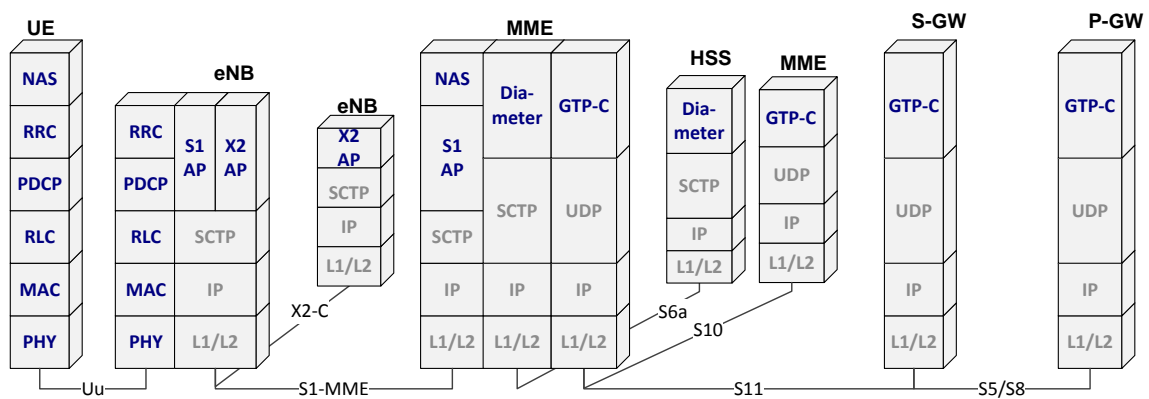 UE
NAS
RRC
PDCP
RLC
MAC
PHY
eNB
RRC
PDCP
RLC
MAC
PHY
S1
AP
X2
AP
SCTP
IP
L1/L2
eNB
X2
AP
SCTP
IP
L1/L2
MME
NAS
S1
AP
SCTP
IP
L1/L2
Dia-
meter
SCTP
IP
L1/L2
GTP-C
UDP
IP
L1/L2
HSS
Dia-
meter
SCTP
IP
L1/L2
MME
GTP-C
UDP
IP
L1/L2
S-GW
GTP-C
UDP
IP
L1/L2
P-GW
GTP-C
UDP
IP
L1/L2
Uu
X2-C
S1-MME
S6a
S10
S11
S5/S8